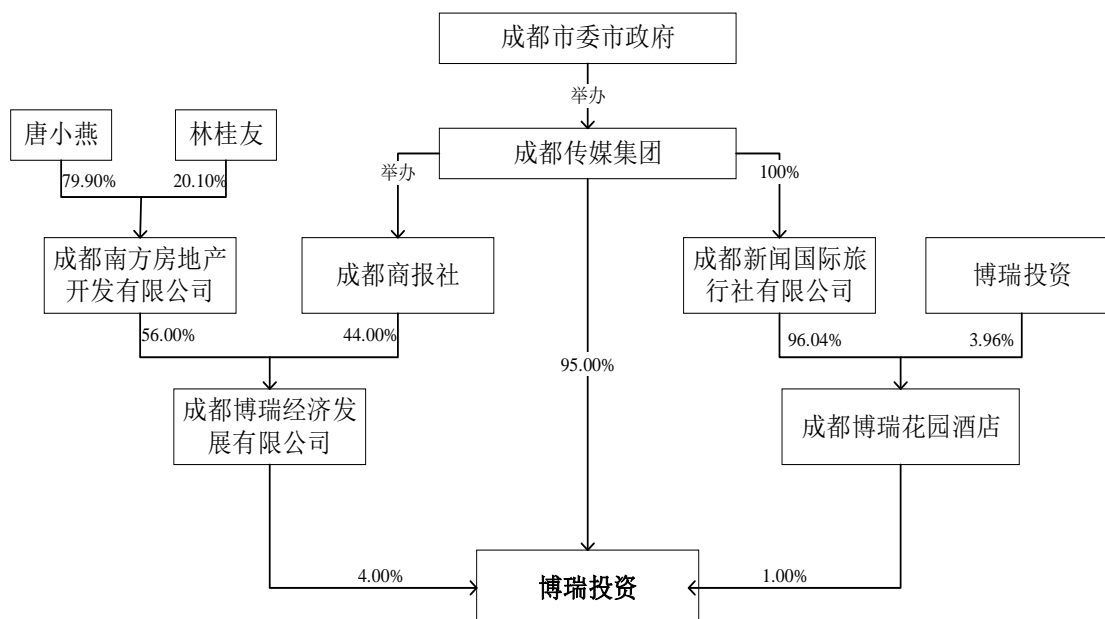 成都市委市政府
举办
唐小燕
林桂友
成都传媒集团
79.90%
20.10%
举办
100%
成都南方房地产
开发有限公司
成都商报社
成都新闻国际旅
行社有限公司
博瑞投资
56.00%
44.00%
95.00%
96.04%
3.96%
成都博瑞经济发
展有限公司
成都博瑞花园酒店
4.00%
博瑞投资
1.00%